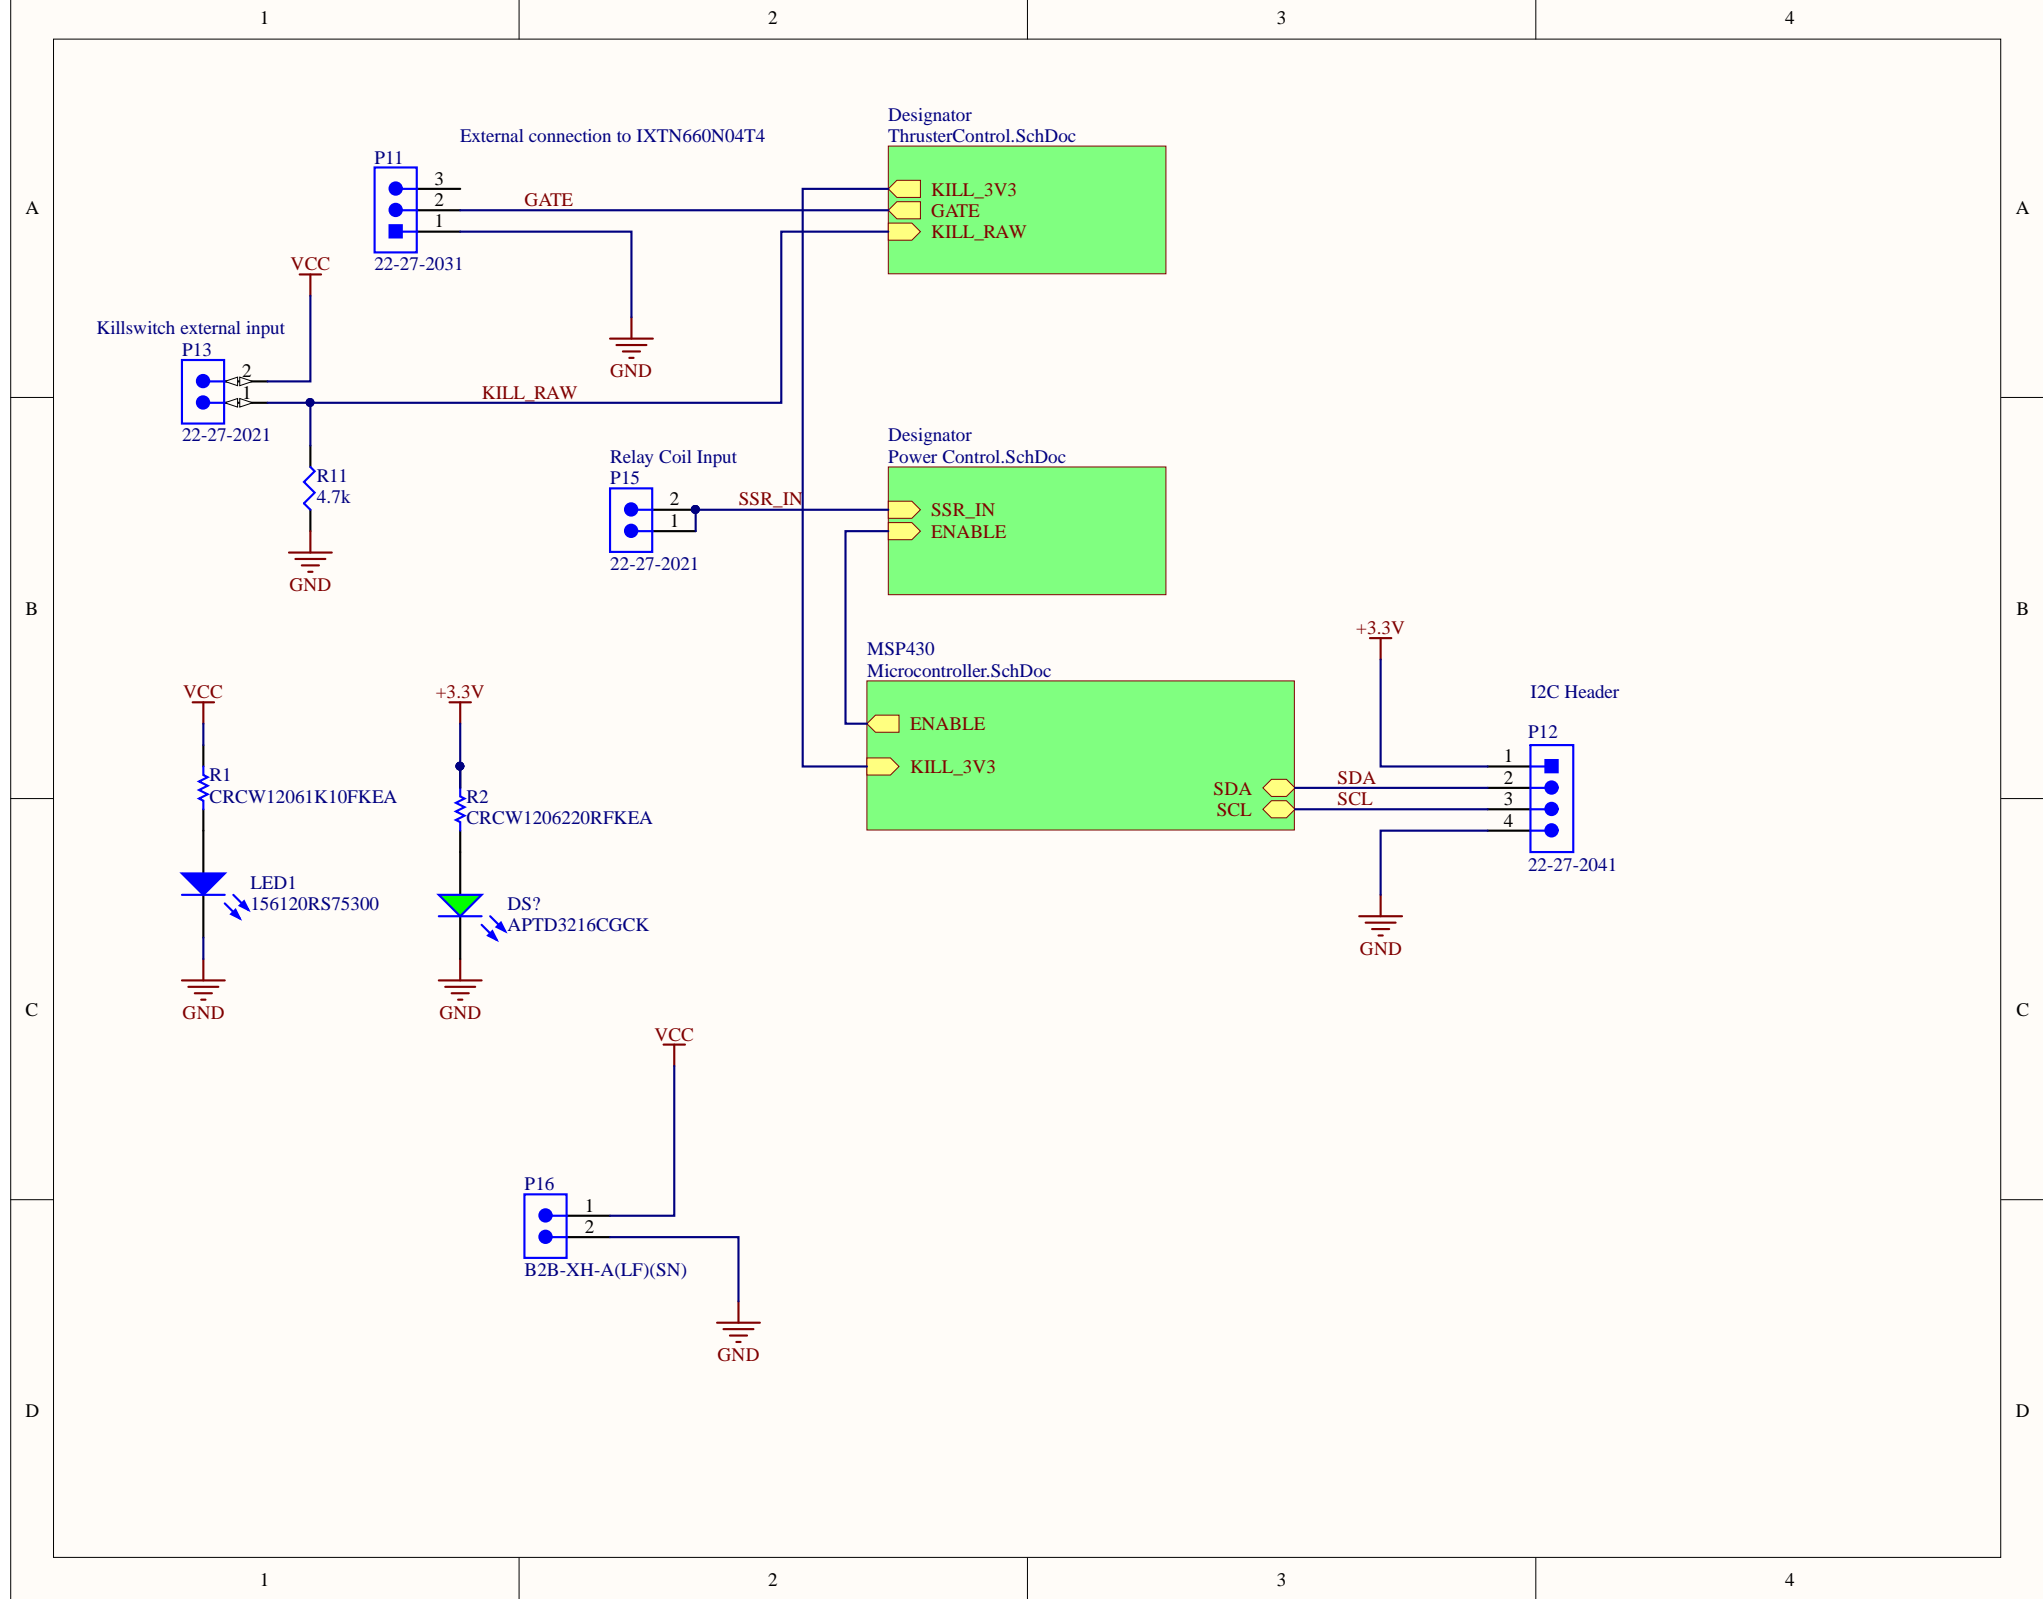 1
2
3
4
A
A
Designator
ThrusterControl.SchDoc
External connection to IXTN660N04T4
P11
3
2
1
GATE
22-27-2031
KILL_3V3
GATE
KILL_RAW
VCC
GND
Killswitch external input
P13
2
1
22-27-2021
KILL_RAW
R11
4.7k
GND
Relay Coil Input
P15
2
1
22-27-2021
SSR_IN
Designator
Power Control.SchDoc
SSR_IN
ENABLE
B
B
MSP430
Microcontroller.SchDoc
ENABLE
KILL_3V3
SDA
SCL
SDA
SCL
+3.3V
I2C Header
P12
1
2
3
4
22-27-2041
GND
VCC
R1
CRCW12061K10FKEA
LED1
156120RS75300
GND
+3.3V
R2
CRCW1206220RFKEA
DS?
APTD3216CGCK
GND
C
C
VCC
P16
1
2
B2B-XH-A(LF)(SN)
GND
D
D
1
2
3
4